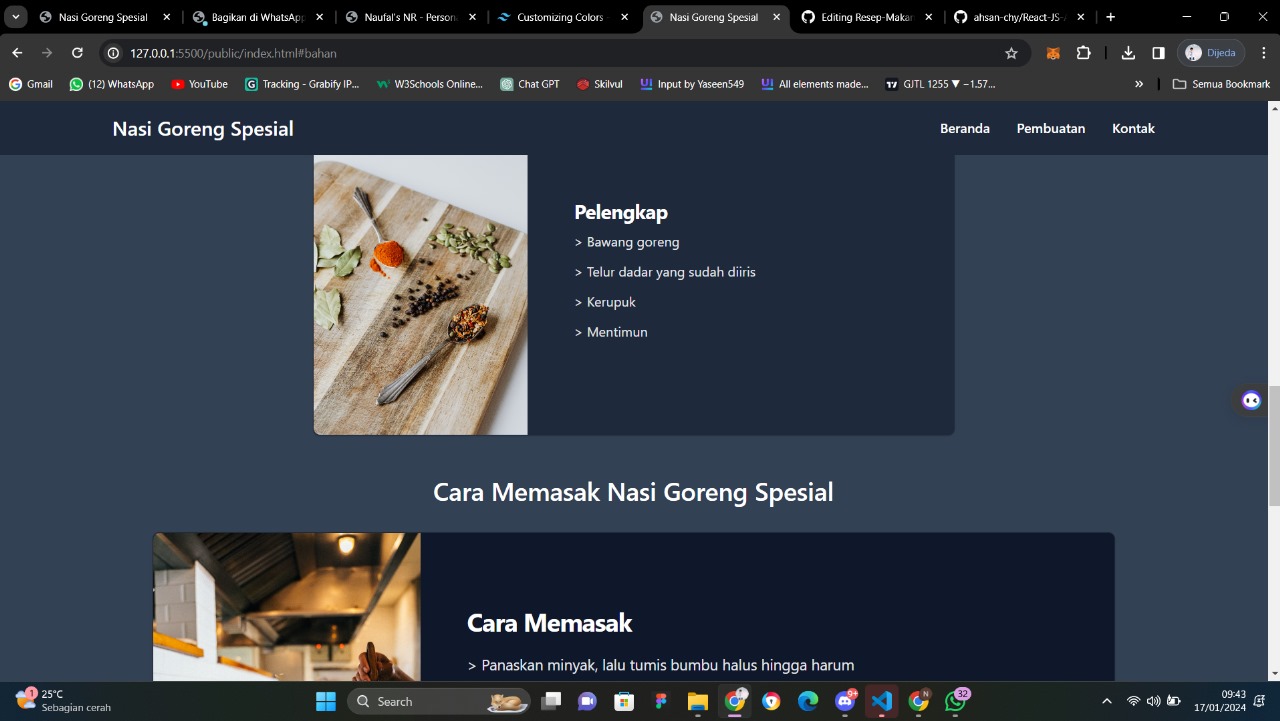 Nasi Goreng Spesial
Bagikan di WhatsApp
Naufal's NR - Person
Customizing Colors -
Nasi Goreng Spesial
Editing Resep-Makan
ahsan-chy/React-JS-
127.0.0.1:5500/public/index.html#bahan
Dijeda
Gmail
(12) WhatsApp
YouTube
Tracking - Grabify IP...
W3Schools Online...
Chat GPT
Skilvul
Input by Yaseen549
All elements made...
GJTL 1255 ▼ −1.57...
»
Semua Bookmark
Nasi Goreng Spesial
Beranda
Pembuatan
Kontak
Pelengkap
> Bawang goreng
> Telur dadar yang sudah diiris
> Kerupuk
> Mentimun
Cara Memasak Nasi Goreng Spesial
Cara Memasak
> Panaskan minyak, lalu tumis bumbu halus hingga harum
1
25°C
Sebagian cerah
Search
9+
N
32
09:43
17/01/2024